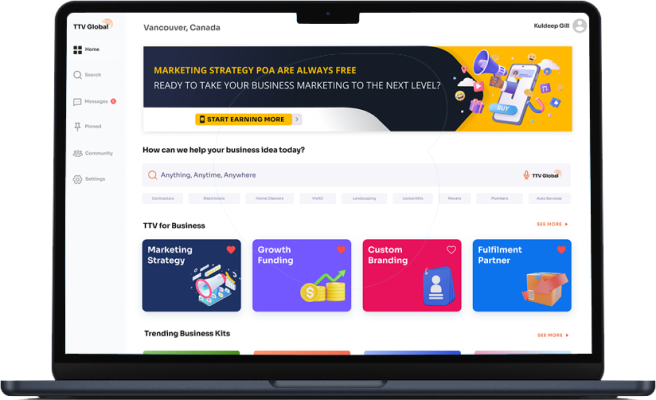 TTV Global
Vancouver, Canada
Kuldeep Gill
Home
Search
Messages
Pinned
Community
Settings
MARKETING STRATEGY POA ARE ALWAYS FREE
READY TO TAKE YOUR BUSINESS MARKETING TO THE NEXT LEVEL?
START EARNING MORE
BUY
How can we help your business idea today?
Anything, Anytime, Anywhere
TTV Global
Contractors
Electricians
Home Cleaners
HVAC
Landscaping
Locksmiths
Movers
Plumbers
Auto Services
TTV for Business
SEE MORE
Marketing
Strategy
Growth
Funding
Custom
Branding
Fulfilment
Partner
Trending Business Kits
SEE MORE